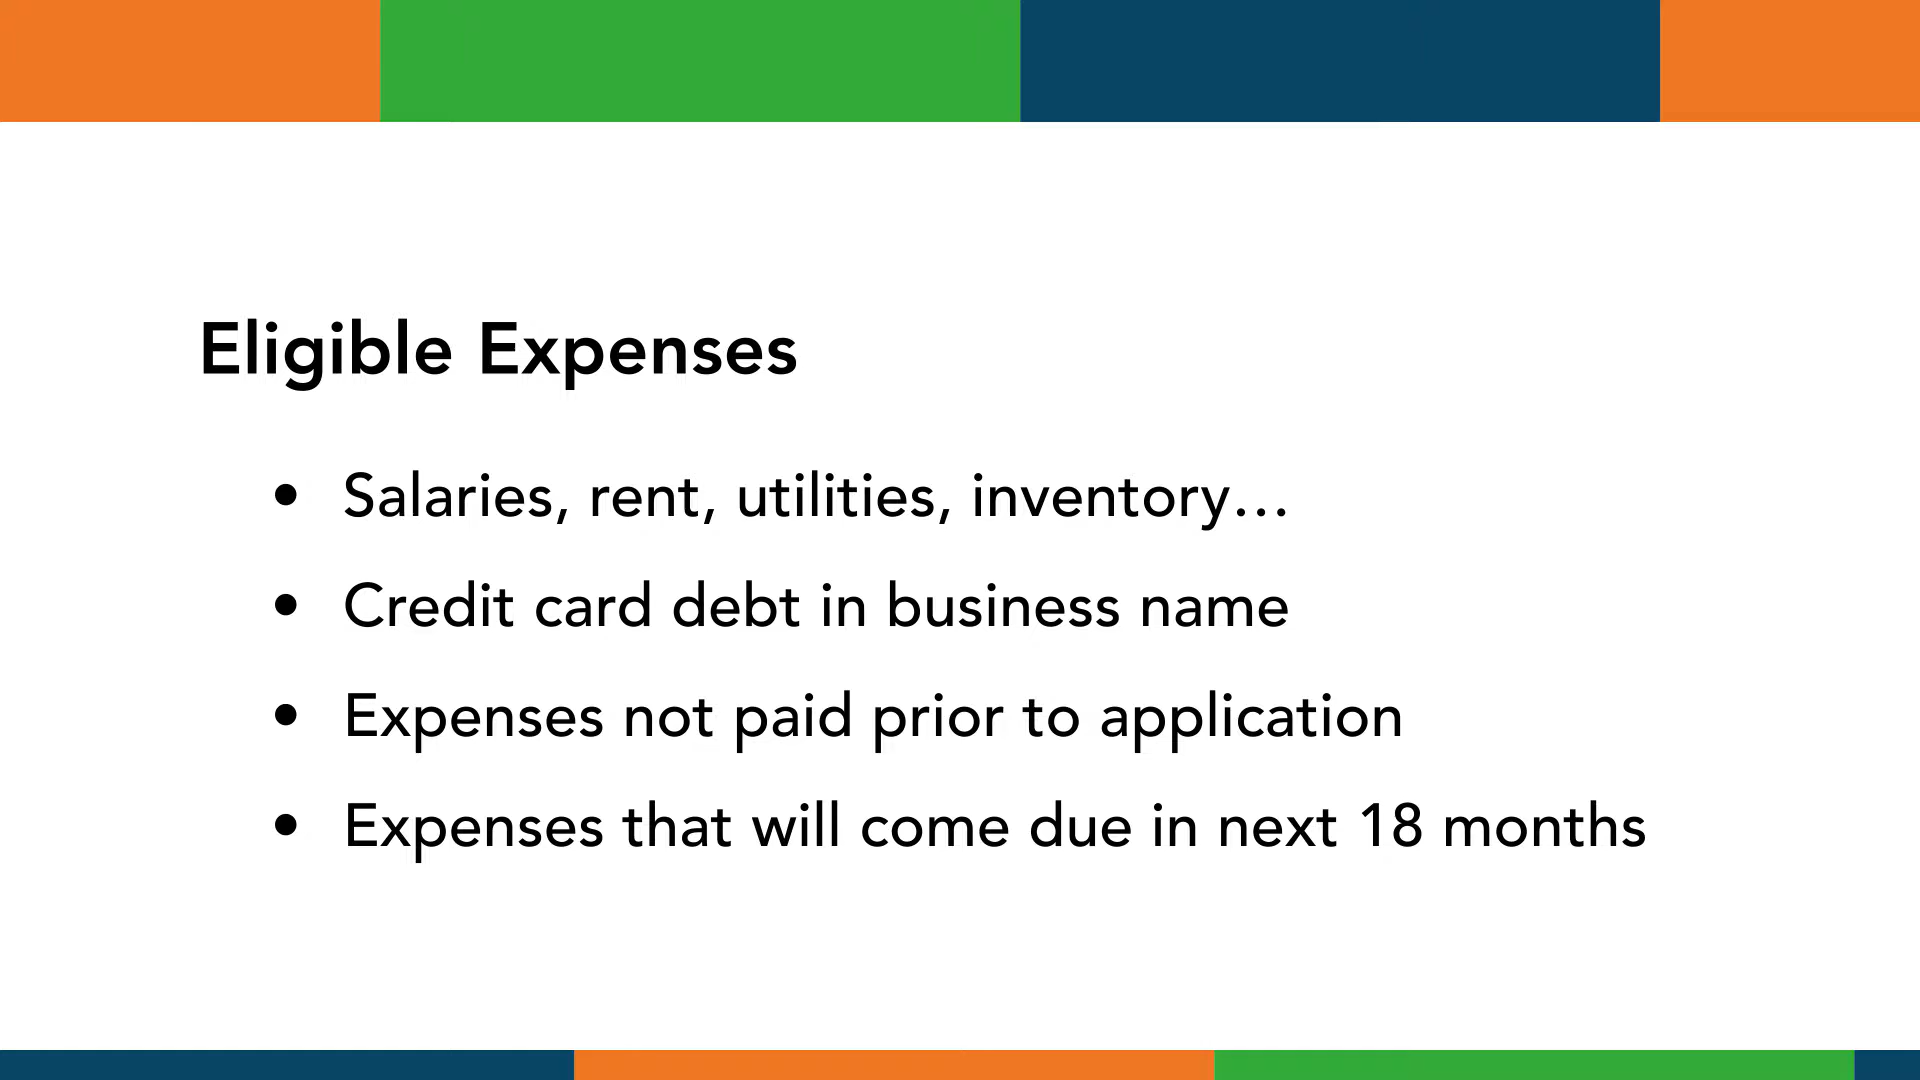 Eligible Expenses
• Salaries, rent, utilities, inventory…
• Credit card debt in business name
• Expenses not paid prior to application
• Expenses that will come due in next 18 months